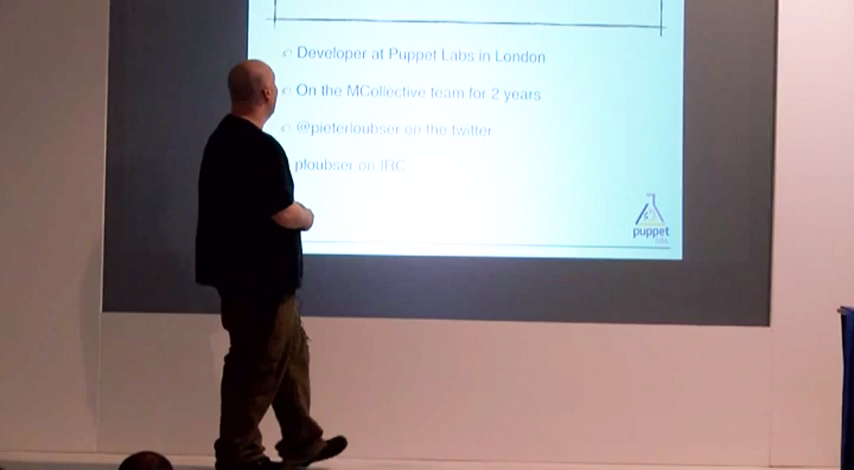 Developer at Puppet Labs in London
On the MCollective team for 2 years
@pieterloubser on the twitter
ploubser on IRC
puppet
labs